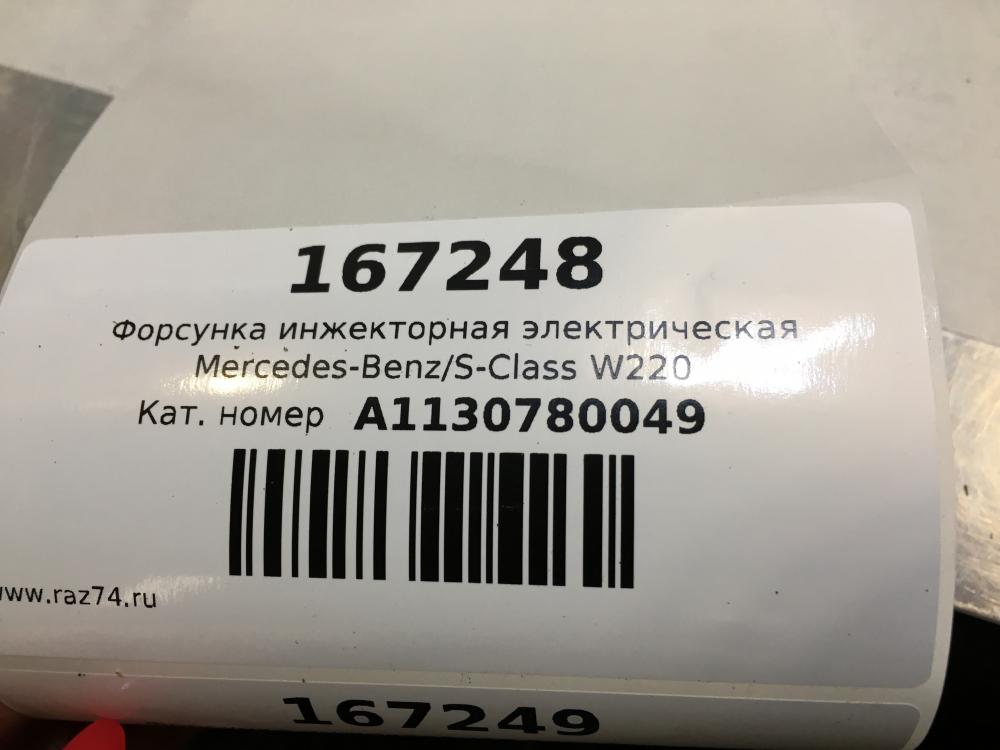 167248
Форсунка инжекторная электрическая
Mercedes-Benz/S-Class W220
Кат. номер A1130780049
www.raz74.ru
167249